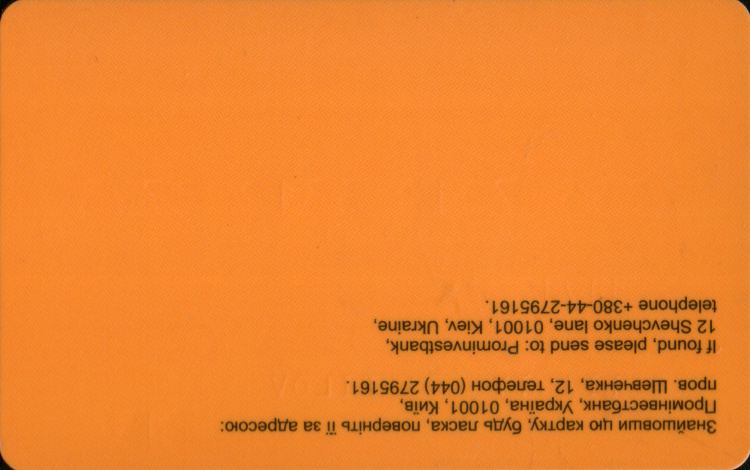 Знайшовши цю картку, будь ласка, поверніть її за адресою:
Промінвестбанк, Україна, 01001, Київ,
пров. Шевченка, 12, телефон (044) 2795161.
If found, please send to: Prominvestbank,
12 Shevchenko lane, 01001, Kiev, Ukraine,
telephone +380-44-2795161.